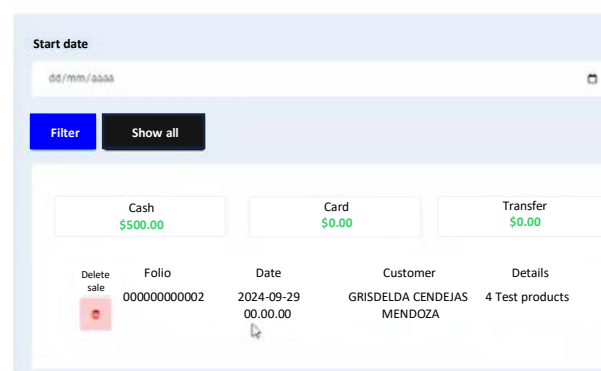 Start date
dd/mm/aaaa
Filter Show all
Cash Card Transfer
$500.00 $0.00 $0.00
Delete sale Folio Date Customer Details
000000000002 2024-09-29 00.00.00 GRISDELDA CENDEJAS MENDOZA 4 Test products